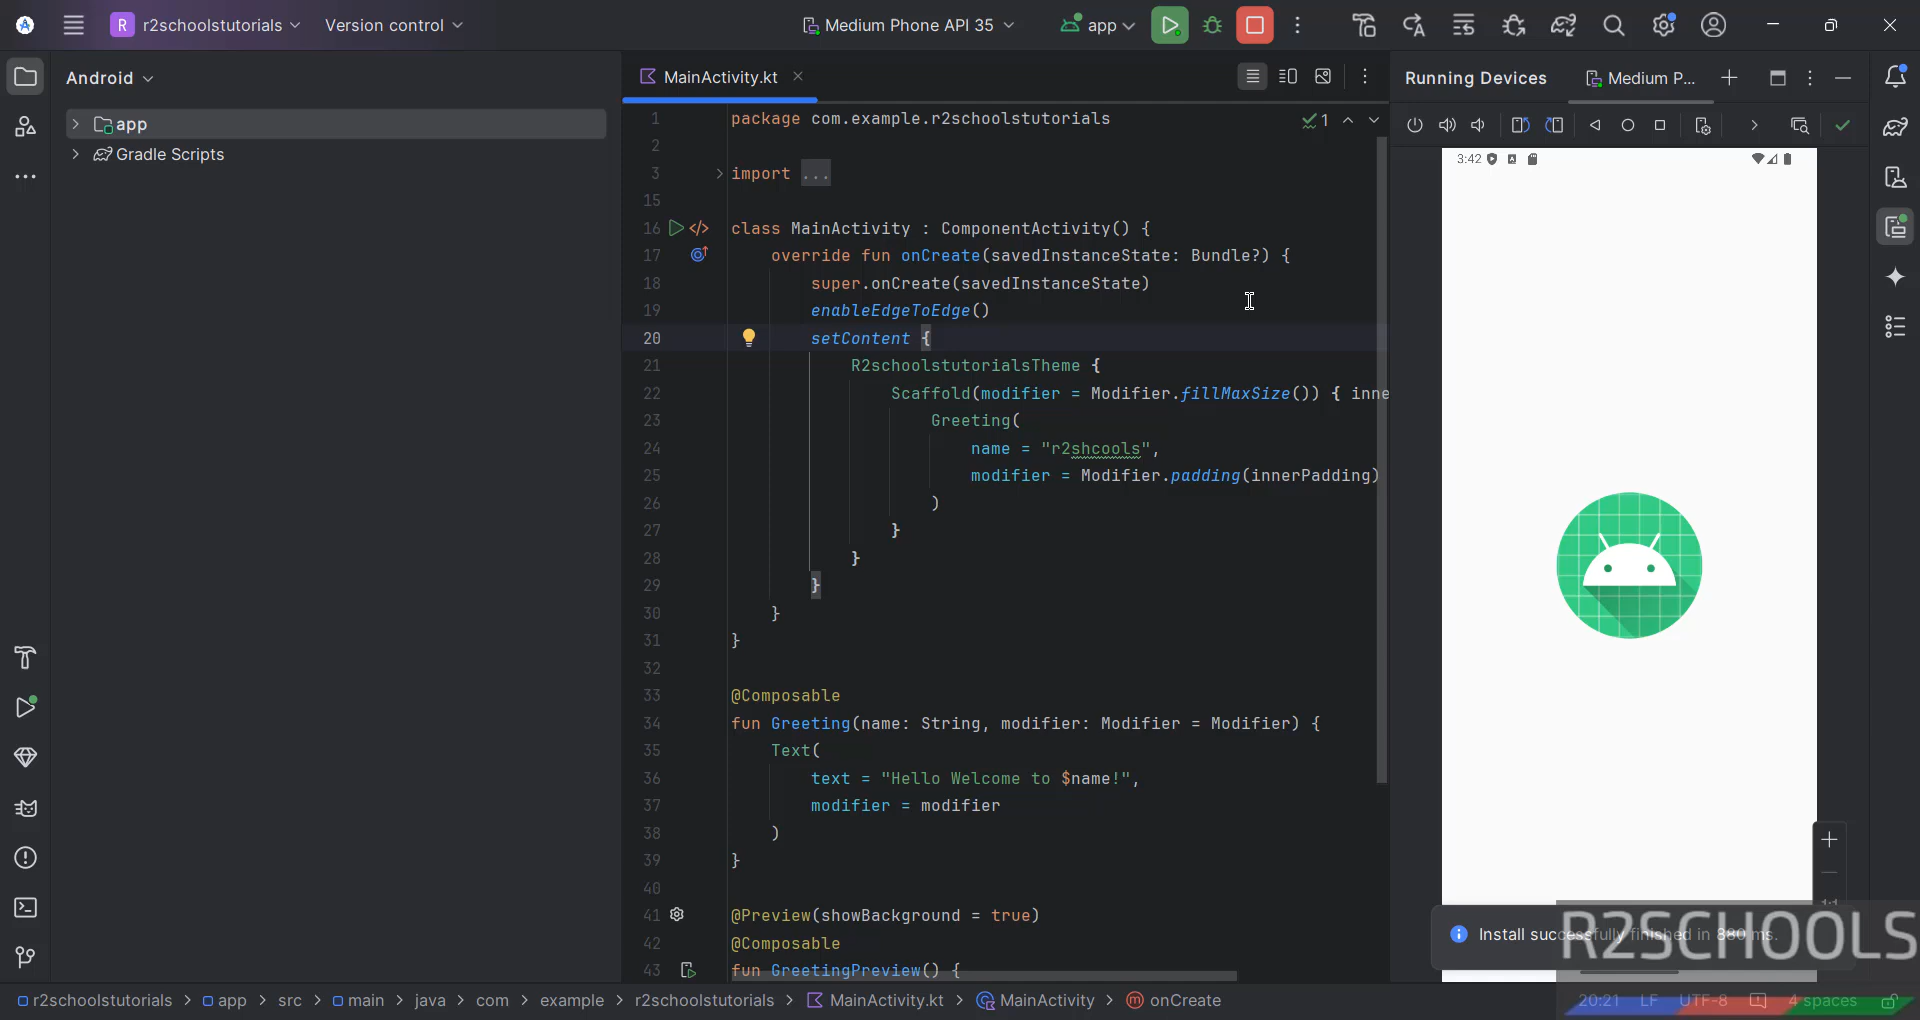 R r2schoolstutorials Version control Medium Phone API 35 app
Android
app
Gradle Scripts
MainActivity.kt
1
1 package com.example.r2schoolstutorials
2
3 import ...
15
16 class MainActivity : ComponentActivity() {
17 override fun onCreate(savedInstanceState: Bundle?) {
18 super.onCreate(savedInstanceState)
19 enableEdgeToEdge()
20 setContent {
21 R2schoolstutorialsTheme {
22 Scaffold(modifier = Modifier.fillMaxSize()) { inne
23 Greeting(
24 name = "r2shcools",
25 modifier = Modifier.padding(innerPadding)
26 )
27 }
28 }
29 }
30 }
31 }
32
33 @Composable
34 fun Greeting(name: String, modifier: Modifier = Modifier) {
35 Text(
36 text = "Hello Welcome to $name!",
37 modifier = modifier
38 )
39 }
40
41 @Preview(showBackground = true)
42 @Composable
43 fun GreetingPreview() {
Running Devices Medium P...
3:42
1:1
Install successfully finished in 880 ms.
R2SCHOOLS
r2schoolstutorials > app > src > main > java > com > example > r2schoolstutorials > MainActivity.kt > MainActivity > onCreate
20:21 LF UTF-8 4 spaces